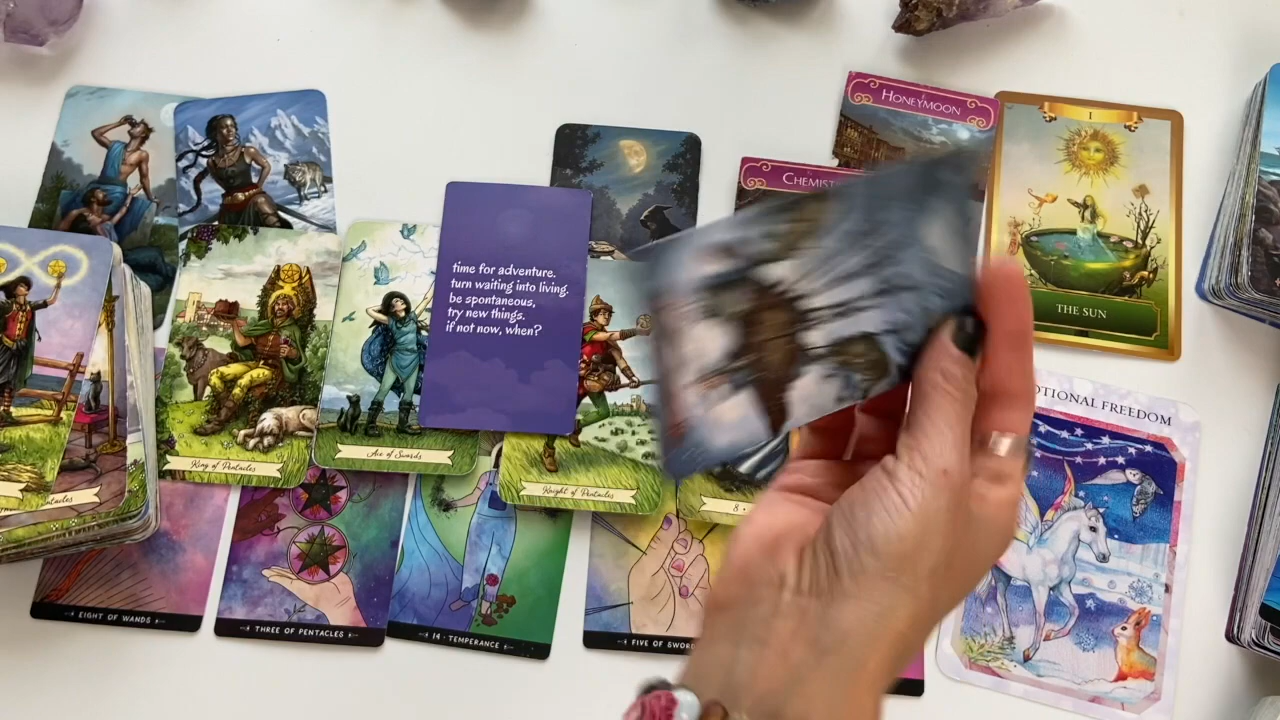 HONEYMOON
CHEMIST
I
THE SUN
time for adventure.
turn waiting into living.
be spontaneous,
try new things.
if not now, when?
OTIONAL FREEDOM
King of Pentacles
Ace of Swords
Knight of Pentacles
8 •
EIGHT OF WANDS
THREE OF PENTACLES
14 · TEMPERANCE
FIVE OF SWORD